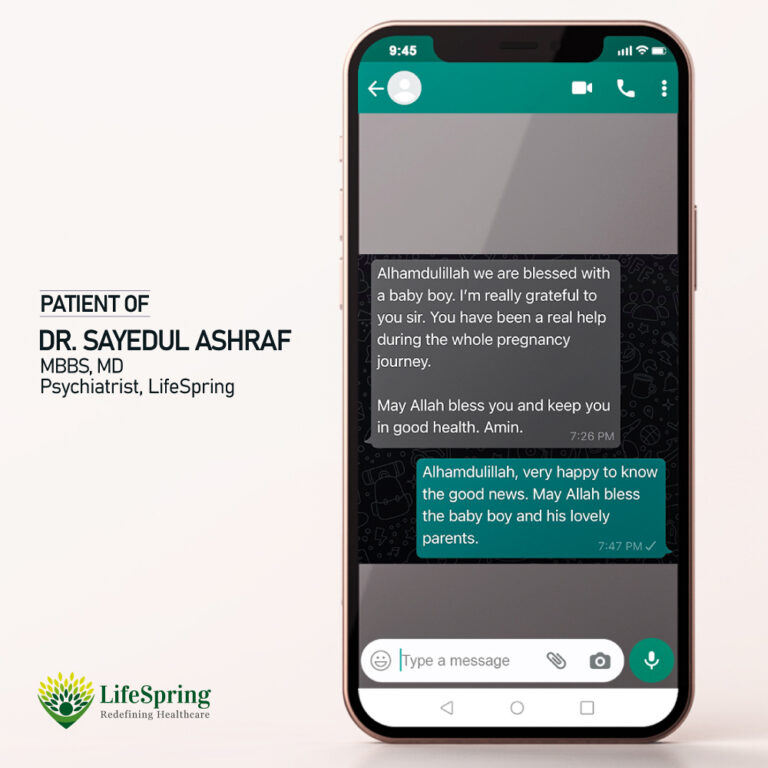 PATIENT OF
DR. SAYEDUL ASHRAF
MBBS, MD
Psychiatrist, LifeSpring
9:45
Alhamdulillah we are blessed with
a baby boy. I'm really grateful to
you sir. You have been a real help
during the whole pregnancy
journey.
May Allah bless you and keep you
in good health. Amin.
7:26 PM
Alhamdulillah, very happy to know
the good news. May Allah bless
the baby boy and his lovely
parents.
7:47 PM
Type a message
LifeSpring
Redefining Healthcare